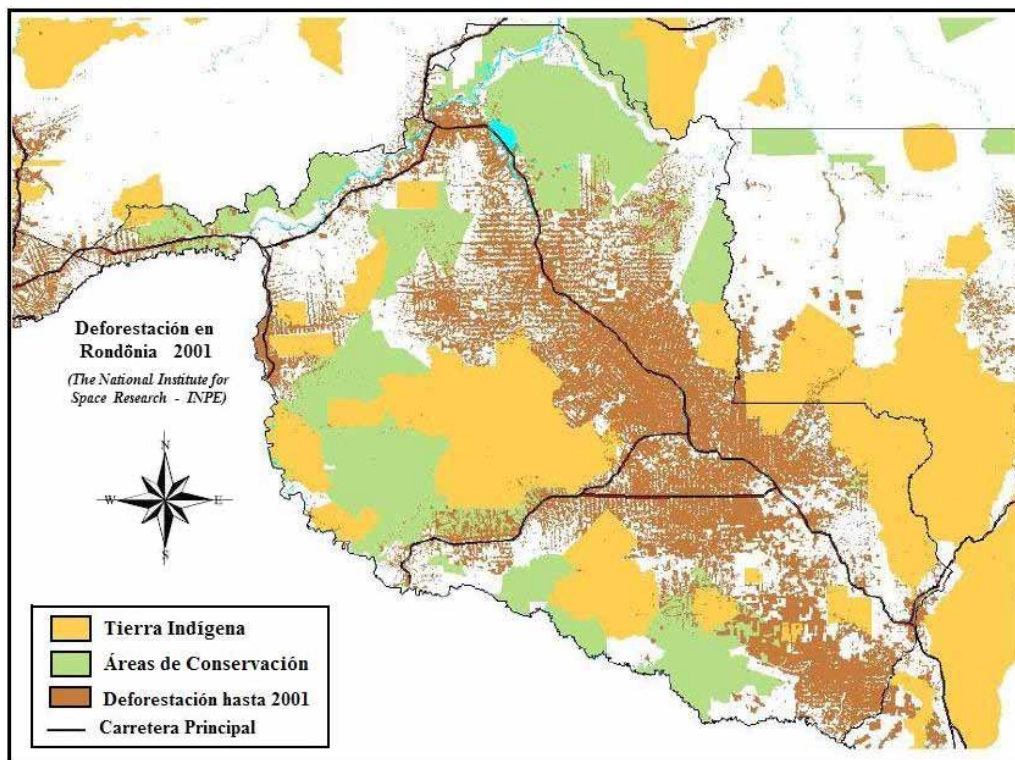 Deforestación en
Rondônia 2001
(The National Institute for
Space Research - INPE)
N
W E
S
Tierra Indígena
Áreas de Conservación
Deforestación hasta 2001
Carretera Principal